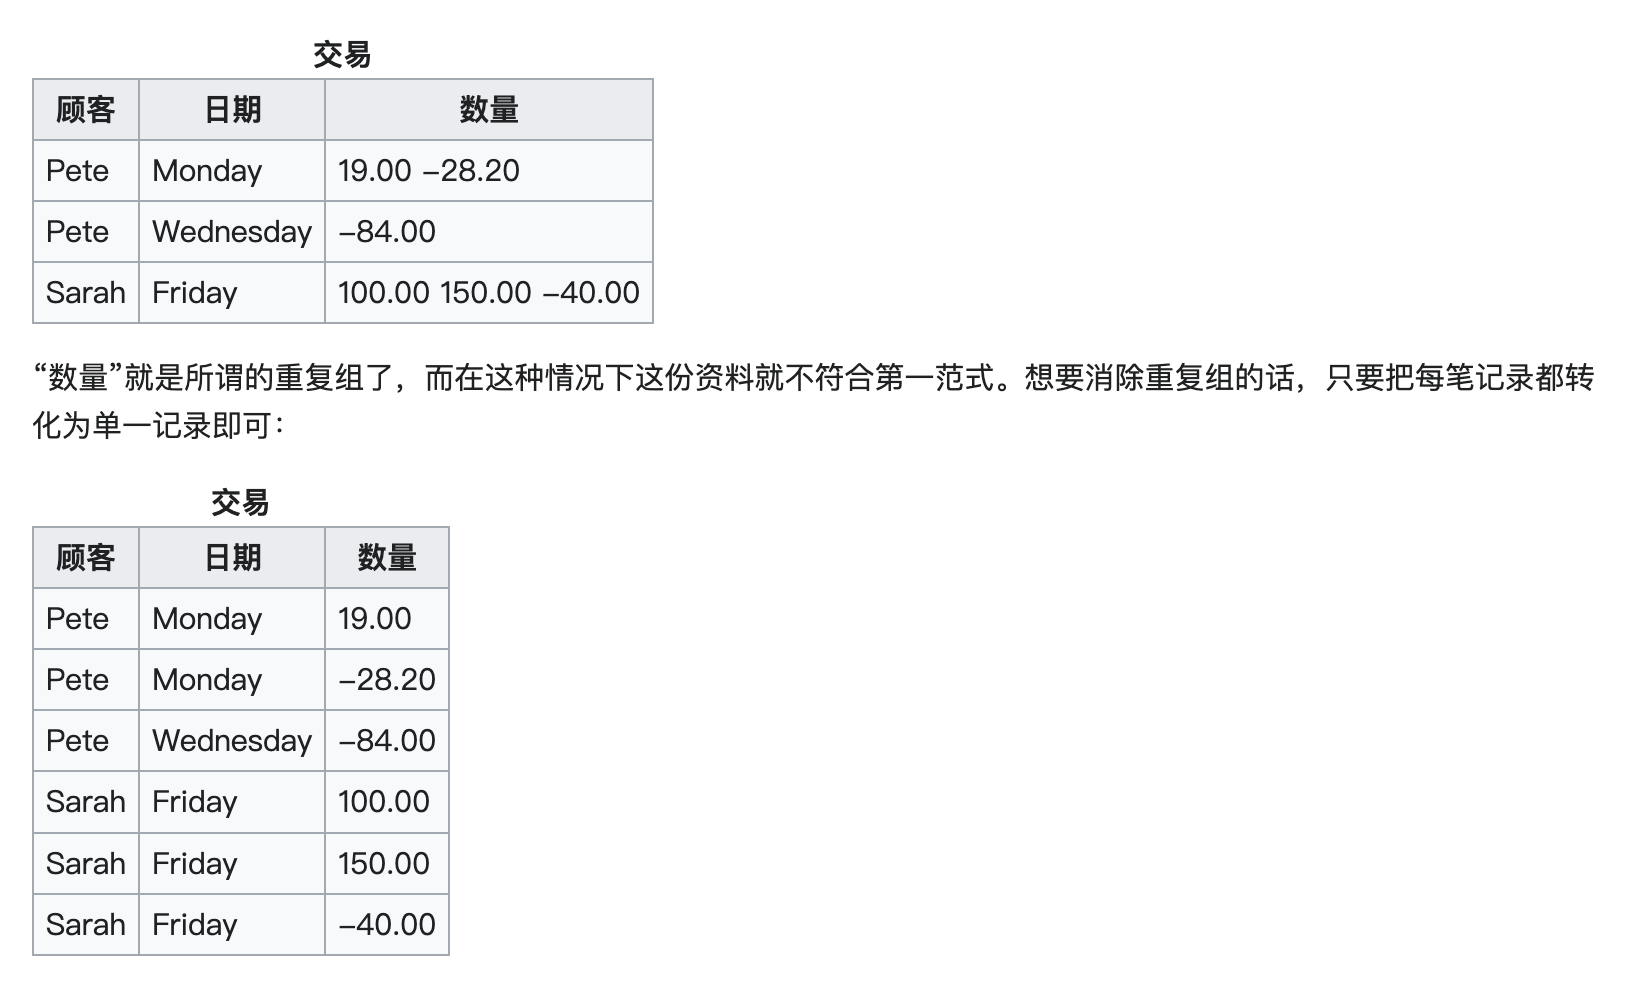 交易
顾客 日期 数量
Pete Monday 19.00 −28.20
Pete Wednesday −84.00
Sarah Friday 100.00 150.00 −40.00
“数量”就是所谓的重复组了，而在这种情况下这份资料就不符合第一范式。想要消除重复组的话，只要把每笔记录都转
化为单一记录即可：
交易
顾客 日期 数量
Pete Monday 19.00
Pete Monday −28.20
Pete Wednesday −84.00
Sarah Friday 100.00
Sarah Friday 150.00
Sarah Friday −40.00